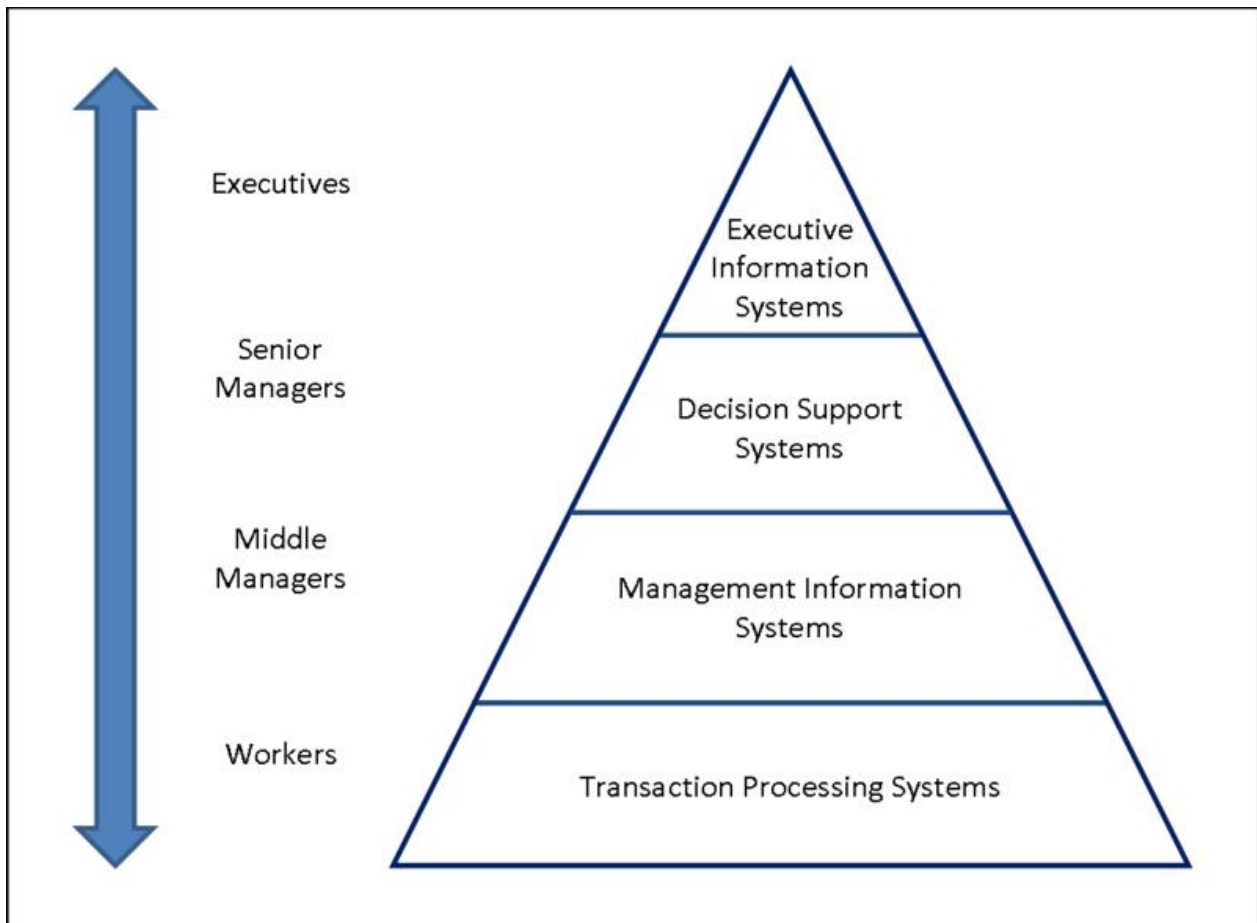 Executives
Executive
Information
Systems
Senior
Managers
Decision Support
Systems
Middle
Managers
Management Information
Systems
Workers
Transaction Processing Systems